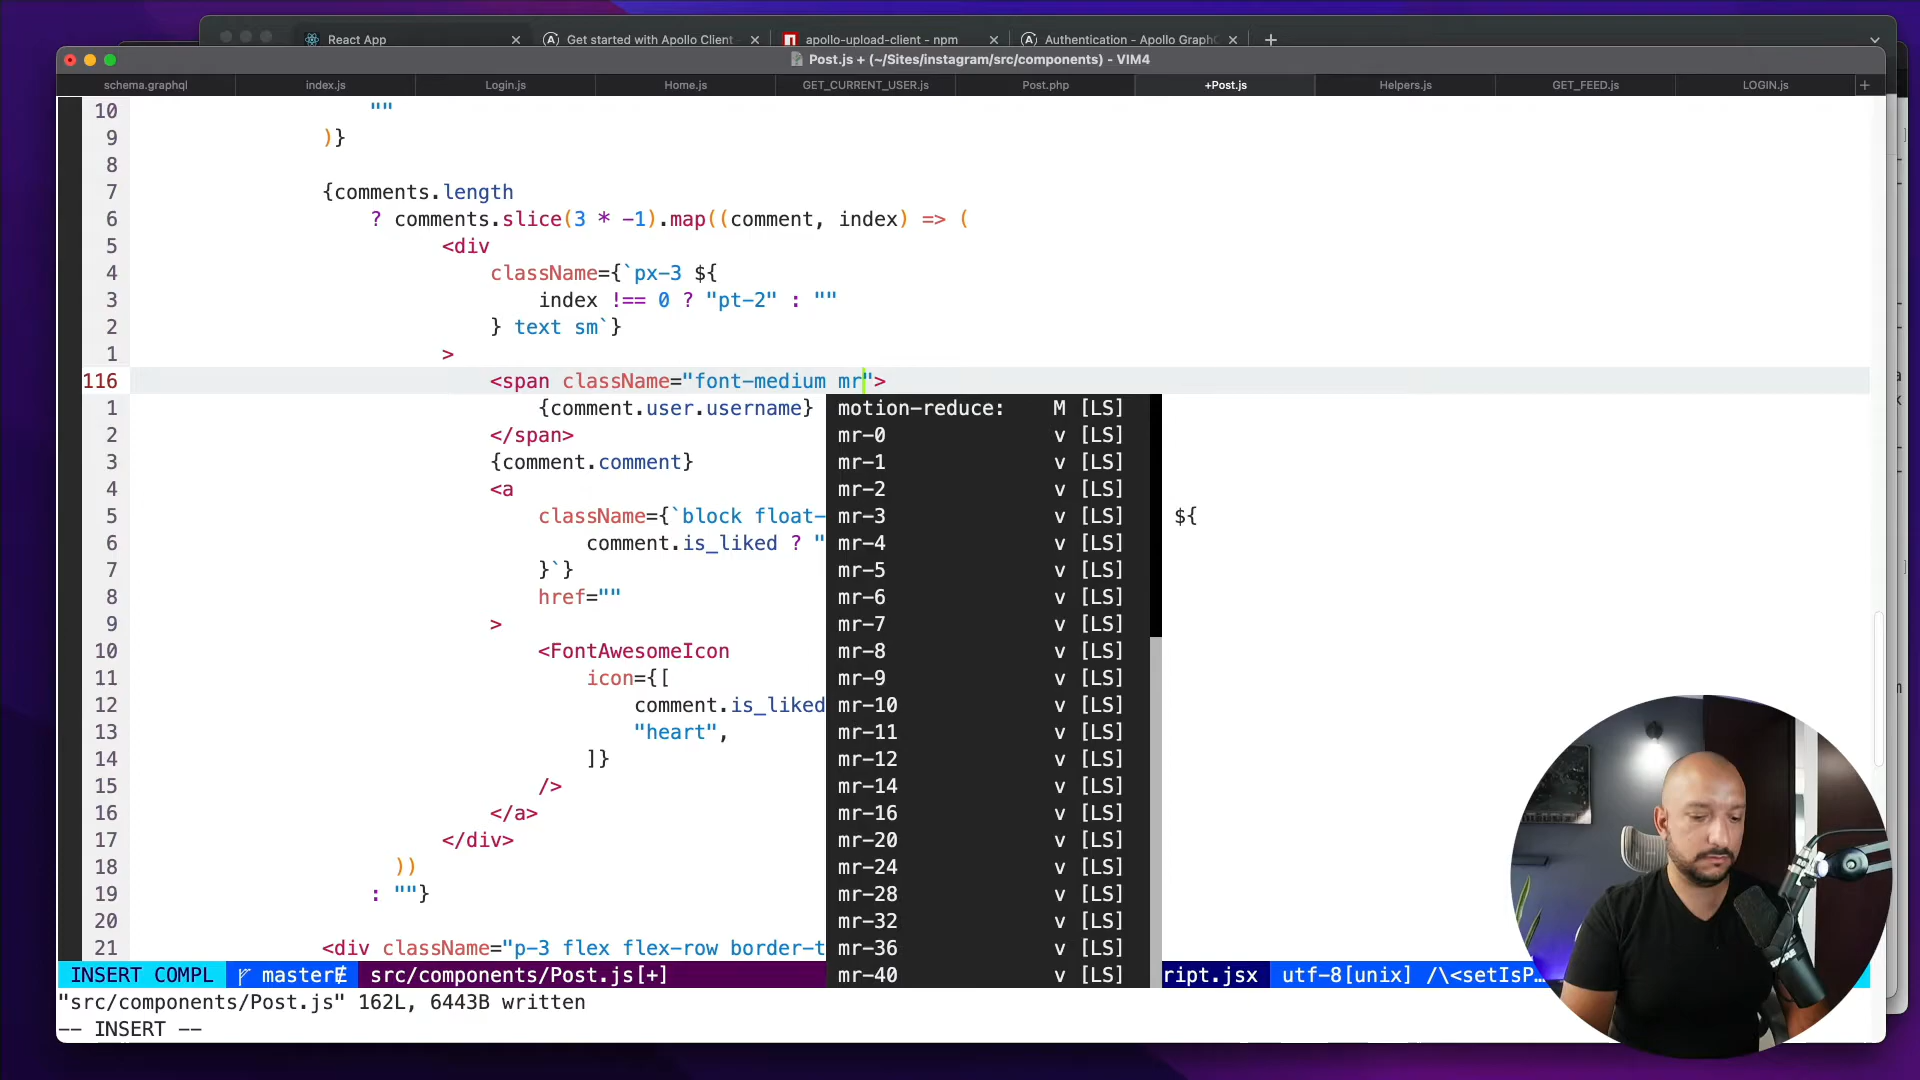 React App
Get started with Apollo Client
apollo-upload-client - npm
Authentication - Apollo Graph
Post.js + (~/Sites/instagram/src/components) - VIM4
schema.graphql
index.js
Login.js
Home.js
GET_CURRENT_USER.js
Post.php
+Post.js
Helpers.js
GET_FEED.js
LOGIN.js
10 ""
9 )}
8
7 {comments.length
6 ? comments.slice(3 * -1).map((comment, index) => (
5 <div
4 className={`px-3 ${
3 index !== 0 ? "pt-2" : ""
2 } text sm`}
1 >
116 <span className="font-medium mr">
1 {comment.user.username} motion-reduce: M [LS]
2 </span> mr-0 v [LS]
3 {comment.comment} mr-1 v [LS]
4 <a mr-2 v [LS]
5 className={`block float- mr-3 v [LS] ${
6 comment.is_liked ? " mr-4 v [LS]
7 }`} mr-5 v [LS]
8 href="" mr-6 v [LS]
9 > mr-7 v [LS]
10 <FontAwesomeIcon mr-8 v [LS]
11 icon={[ mr-9 v [LS]
12 comment.is_liked mr-10 v [LS]
13 "heart", mr-11 v [LS]
14 ]} mr-12 v [LS]
15 /> mr-14 v [LS]
16 </a> mr-16 v [LS]
17 </div> mr-20 v [LS]
18 )) mr-24 v [LS]
19 : ""} mr-28 v [LS]
20 mr-32 v [LS]
21 <div className="p-3 flex flex-row border-t mr-36 v [LS]
INSERT COMPL master src/components/Post.js[+] mr-40 v [LS] ript.jsx utf-8[unix] /\<setIsP…
"src/components/Post.js" 162L, 6443B written
-- INSERT --